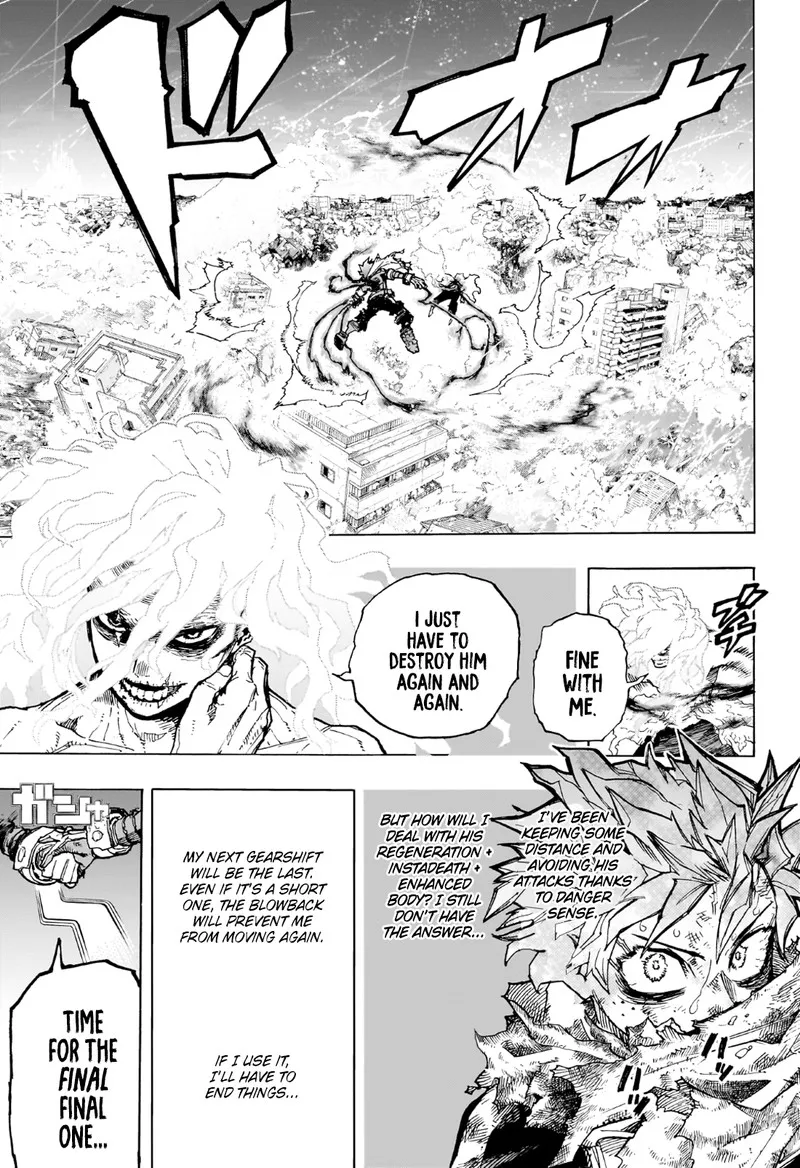 ドオオ
FINE
WITH
ME.
I JUST
HAVE TO
DESTROY HIM
AGAIN AND
AGAIN.
I'VE BEEN
KEEPING SOME
DISTANCE AND
AVOIDING HIS
ATTACKS THANKS
TO DANGER
SENSE.
BUT HOW WILL I
DEAL WITH HIS
REGENERATION +
INSTADEATH +
ENHANCED
BODY? I STILL
DON'T HAVE
THE ANSWER...
MY NEXT GEARSHIFT
WILL BE THE LAST.
EVEN IF IT'S A SHORT
ONE, THE BLOWBACK
WILL PREVENT ME
FROM MOVING AGAIN.
IF I USE IT,
I'LL HAVE TO
END THINGS...
ガシャ
TIME
FOR THE
FINAL
FINAL
ONE...